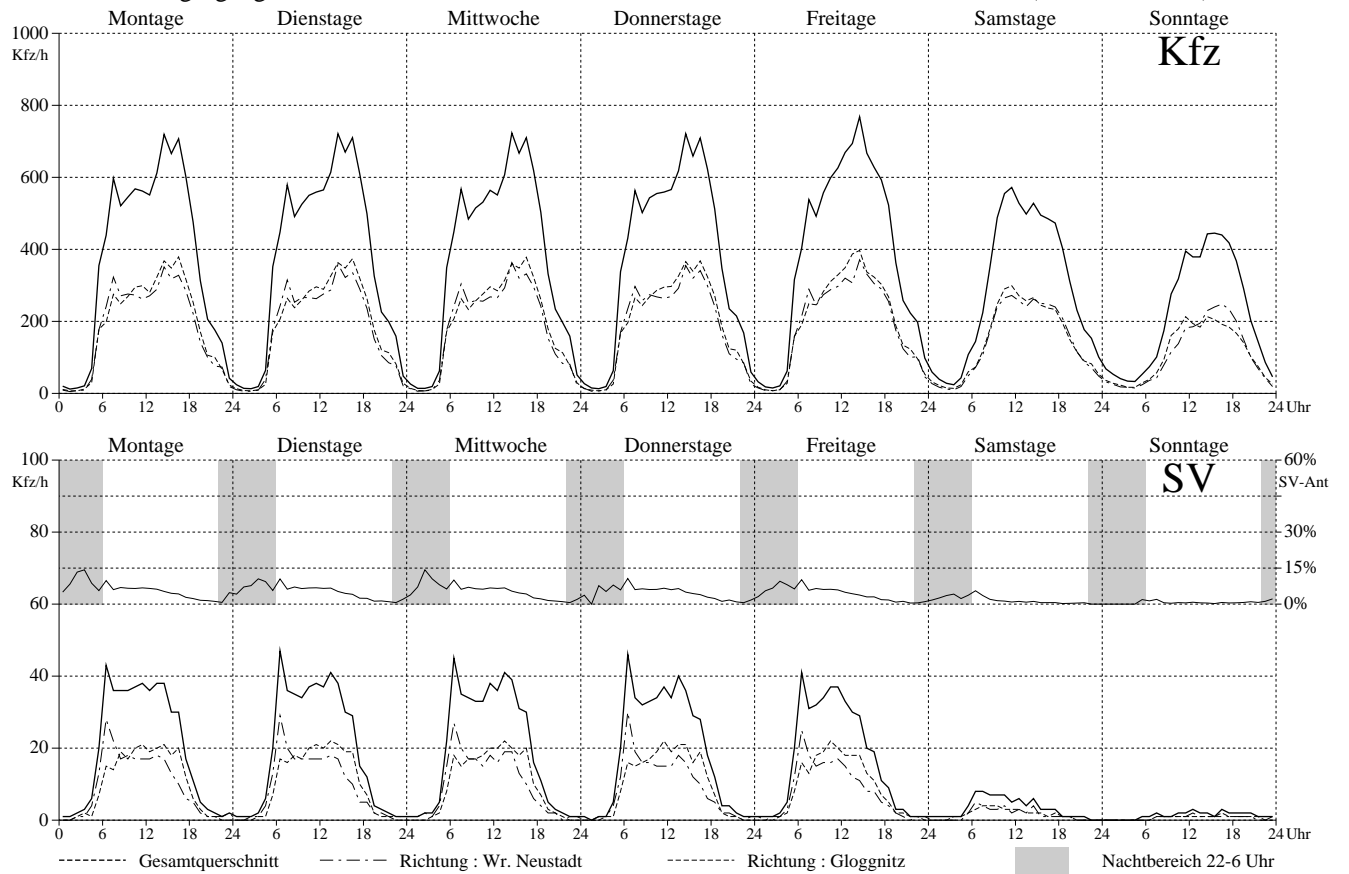 Montage Dienstage Mittwoche Donnerstage Freitage Samstage Sonntage
1000
Kfz/h
Kfz
800
600
400
200
0
0 6 12 18 24 6 12 18 24 6 12 18 24 6 12 18 24 6 12 18 24 6 12 18 24 6 12 18 24 Uhr
Montage Dienstage Mittwoche Donnerstage Freitage Samstage Sonntage
100 60%
Kfz/h SV SV-Ant
80 30%
15%
60 0%
40
20
0
0 6 12 18 24 6 12 18 24 6 12 18 24 6 12 18 24 6 12 18 24 6 12 18 24 6 12 18 24 Uhr
Gesamtquerschnitt Richtung : Wr. Neustadt Richtung : Gloggnitz Nachtbereich 22-6 Uhr